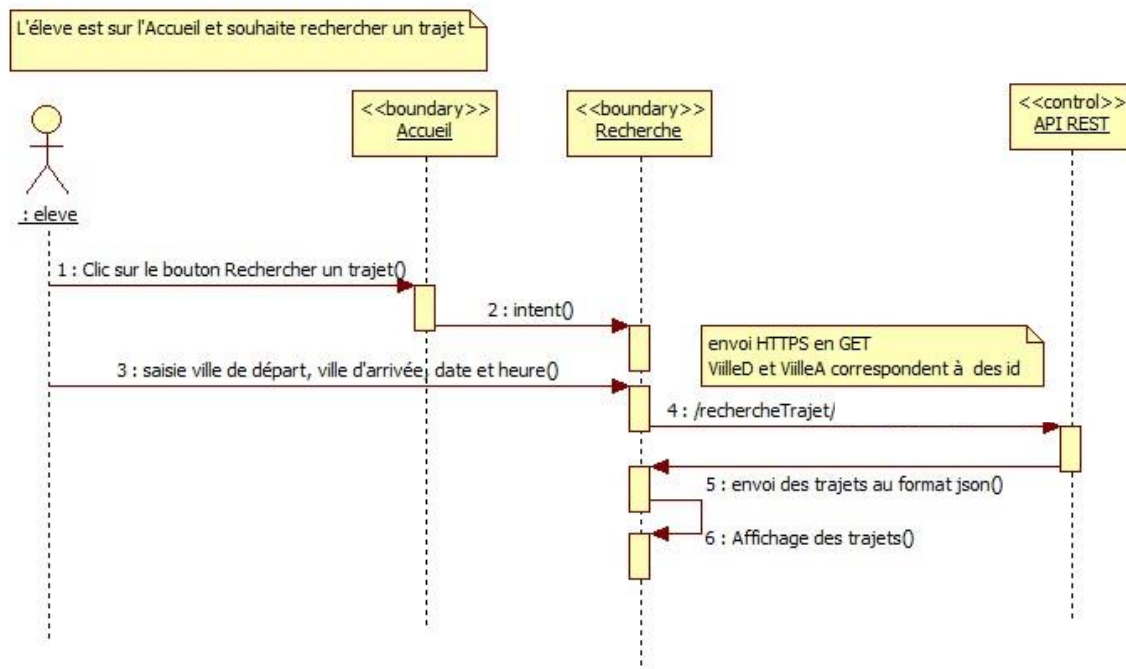 L'éleve est sur l'Accueil et souhaite rechercher un trajet
<<boundary>>
Accueil
<<boundary>>
Recherche
<<control>>
API REST
: eleve
1 : Clic sur le bouton Rechercher un trajet()
2 : intent()
envoi HTTPS en GET
ViilleD et ViilleA correspondent à des id
3 : saisie ville de départ, ville d'arrivée, date et heure()
4 : /rechercheTrajet/
5 : envoi des trajets au format json()
6 : Affichage des trajets()